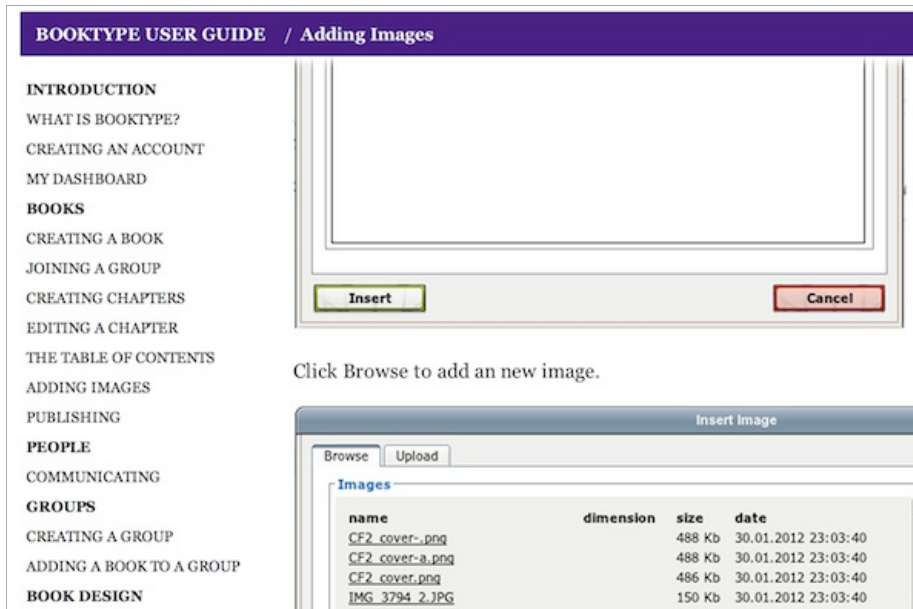 BOOKTYPE USER GUIDE / Adding Images
INTRODUCTION
WHAT IS BOOKTYPE?
CREATING AN ACCOUNT
MY DASHBOARD
BOOKS
CREATING A BOOK
JOINING A GROUP
CREATING CHAPTERS
EDITING A CHAPTER
THE TABLE OF CONTENTS
ADDING IMAGES
PUBLISHING
PEOPLE
COMMUNICATING
GROUPS
CREATING A GROUP
ADDING A BOOK TO A GROUP
BOOK DESIGN
Insert Cancel
Click Browse to add an new image.
Insert Image
Browse Upload
Images
name dimension size date
CF2_cover-.png 488 Kb 30.01.2012 23:03:40
CF2_cover-a.png 488 Kb 30.01.2012 23:03:40
CF2_cover.png 486 Kb 30.01.2012 23:03:40
IMG_3794_2.JPG 150 Kb 30.01.2012 23:03:40